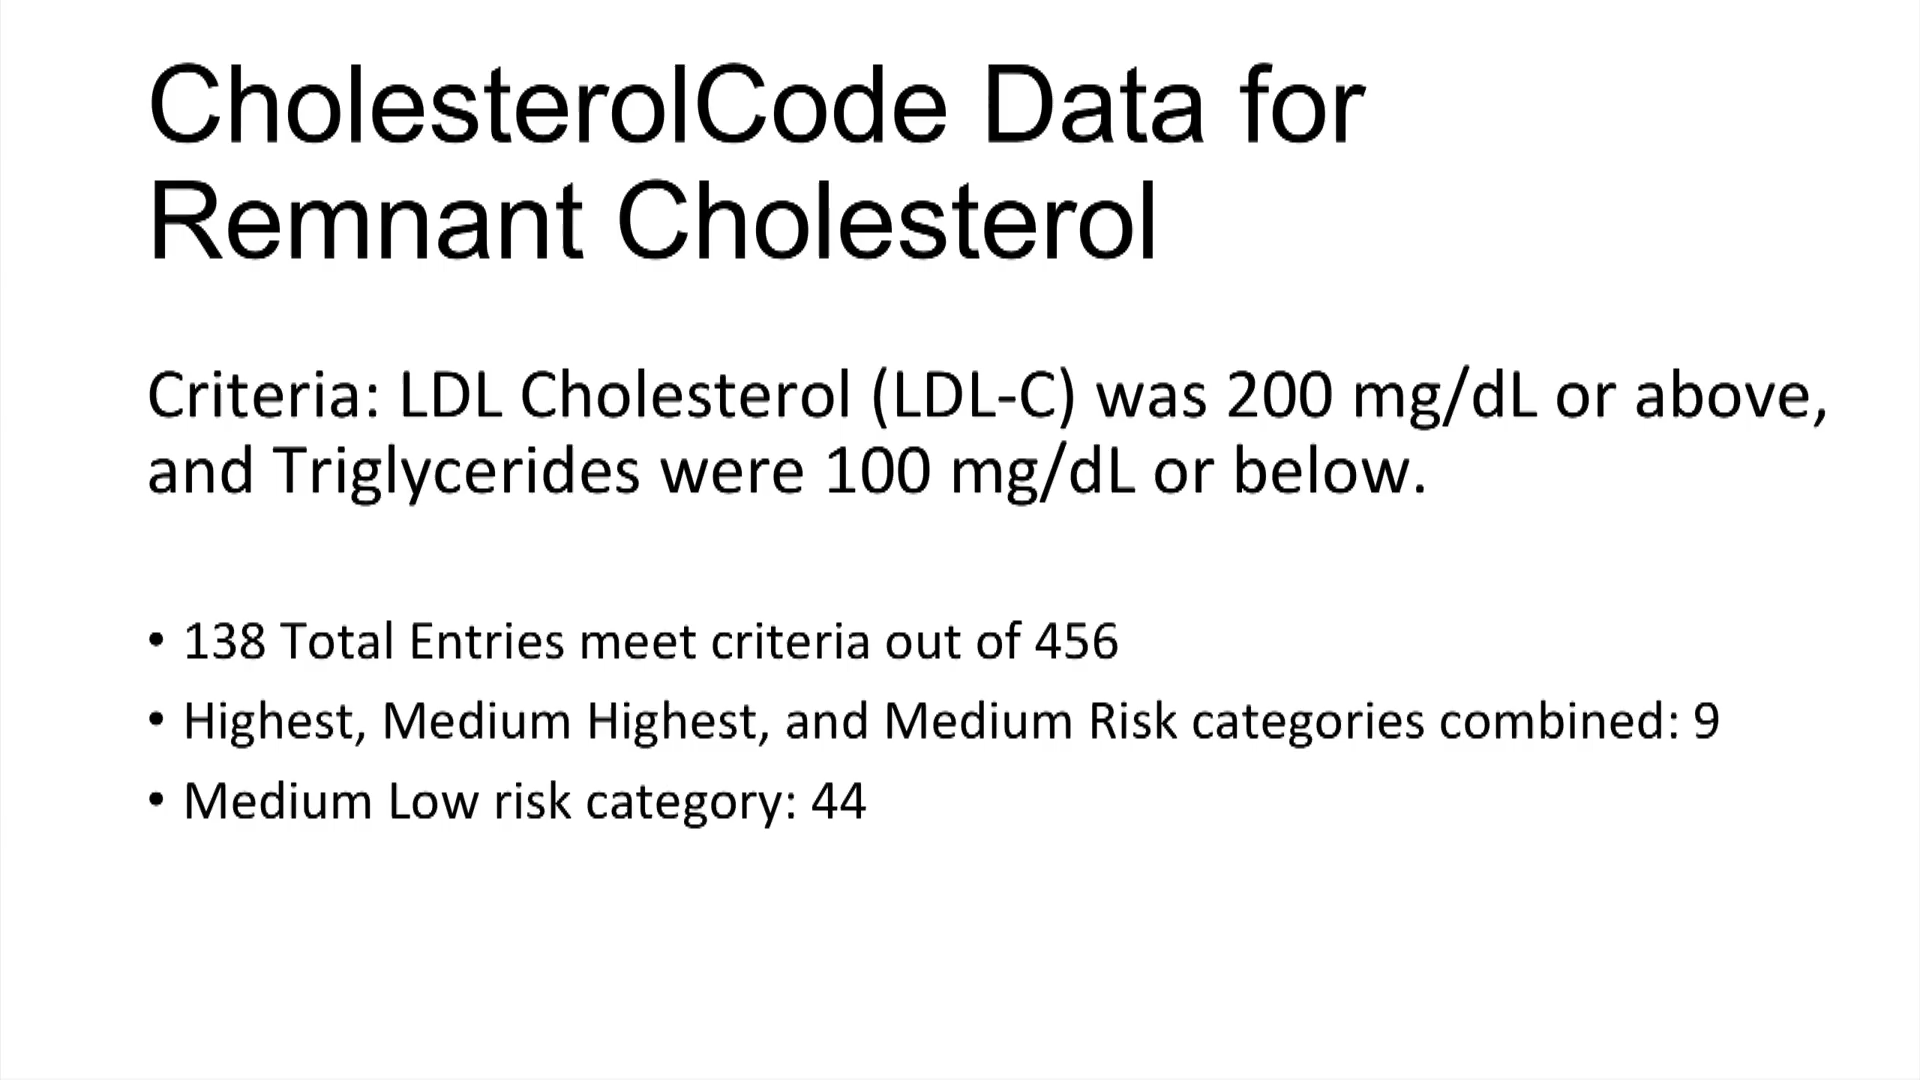 CholesterolCode Data for
Remnant Cholesterol
Criteria: LDL Cholesterol (LDL-C) was 200 mg/dL or above,
and Triglycerides were 100 mg/dL or below.
• 138 Total Entries meet criteria out of 456
• Highest, Medium Highest, and Medium Risk categories combined: 9
• Medium Low risk category: 44